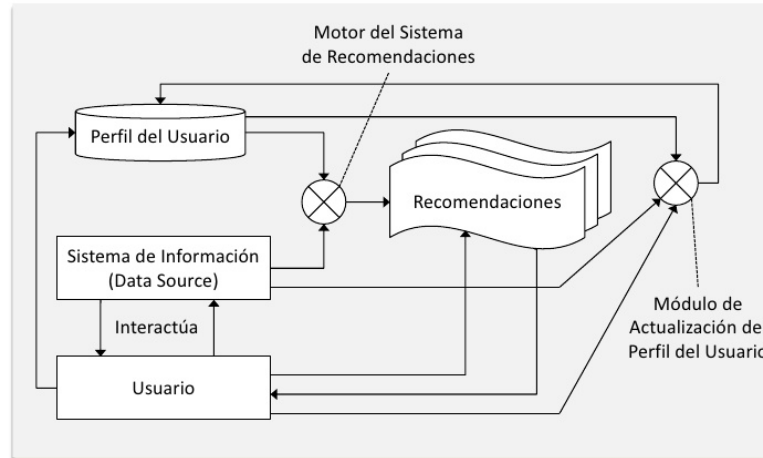 Motor del Sistema
de Recomendaciones
Perfil del Usuario
Recomendaciones
Sistema de Información
(Data Source)
Interactúa
Usuario
Módulo de
Actualización de
Perfil del Usuario